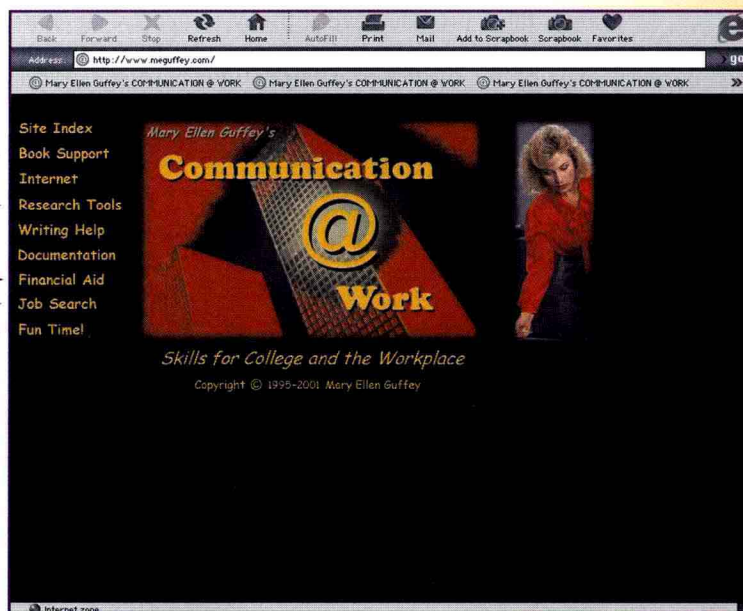 Back Forward Stop Refresh Home AutoFill Print Mail Add to Scrapbook Scrapbook Favorites
Address: @ http://www.meguffey.com/ go
@ Mary Ellen Guffey's COMMUNICATION @ WORK @ Mary Ellen Guffey's COMMUNICATION @ WORK @ Mary Ellen Guffey's COMMUNICATION @ WORK »
Site Index
Book Support
Internet
Research Tools
Writing Help
Documentation
Financial Aid
Job Search
Fun Time!
Mary Ellen Guffey's
Communication
@
Work
Skills for College and the Workplace
Copyright © 1995-2001 Mary Ellen Guffey
Internet zone